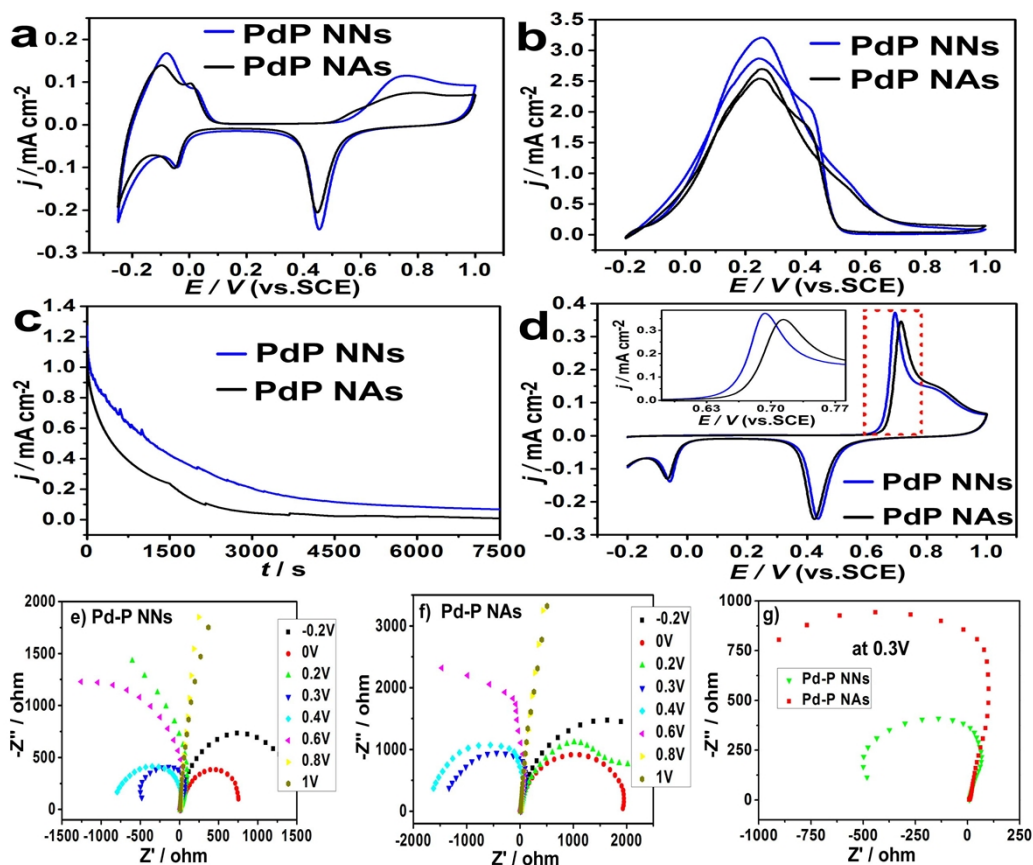 a
PdP NNs
PdP NAs
j / mA cm-2
0.2
0.1
0.0
-0.1
-0.2
-0.3
-0.2 0.0 0.2 0.4 0.6 0.8 1.0
E / V (vs.SCE)
b
PdP NNs
PdP NAs
j / mA cm-2
3.5
3.0
2.5
2.0
1.5
1.0
0.5
0.0
-0.2 0.0 0.2 0.4 0.6 0.8 1.0
E / V (vs.SCE)
c
PdP NNs
PdP NAs
j / mA cm-2
1.4
1.2
1.0
0.8
0.6
0.4
0.2
0.0
0 1500 3000 4500 6000 7500
t / s
d
PdP NNs
PdP NAs
j / mA cm-2
0.4
0.3
0.2
0.1
0.0
-0.1
-0.2
-0.3
-0.2 0.0 0.2 0.4 0.6 0.8 1.0
E / V (vs.SCE)
j / mA cm-2
0.3
0.2
0.1
0.0
0.63 0.70 0.77
E / V (vs.SCE)
e) Pd-P NNs
-Z'' / ohm
2000
1500
1000
500
0
-1500 -1000 -500 0 500 1000 1500
Z' / ohm
-0.2V
0V
0.2V
0.3V
0.4V
0.6V
0.8V
1V
f) Pd-P NAs
-Z'' / ohm
4000
3000
2000
1000
0
-2000 -1000 0 1000 2000
Z' / ohm
-0.2V
0V
0.2V
0.3V
0.4V
0.6V
0.8V
1V
g)
at 0.3V
Pd-P NNs
Pd-P NAs
-Z'' / ohm
1000
750
500
250
0
-750 -500 -250 0 250
Z' / ohm